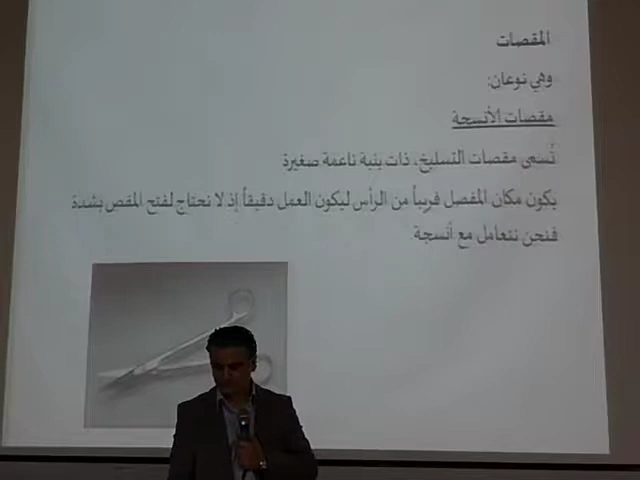 المقصات
وهي نوعان:
مقصات الأنسجة
تُسمى مقصات التسليخ، ذات بنية ناعمة صغيرة
يكون مكان المفصل قريباً من الرأس ليكون العمل دقيقاً إذ لا نحتاج لفتح المقص بشدة
فنحن نتعامل مع أنسجة